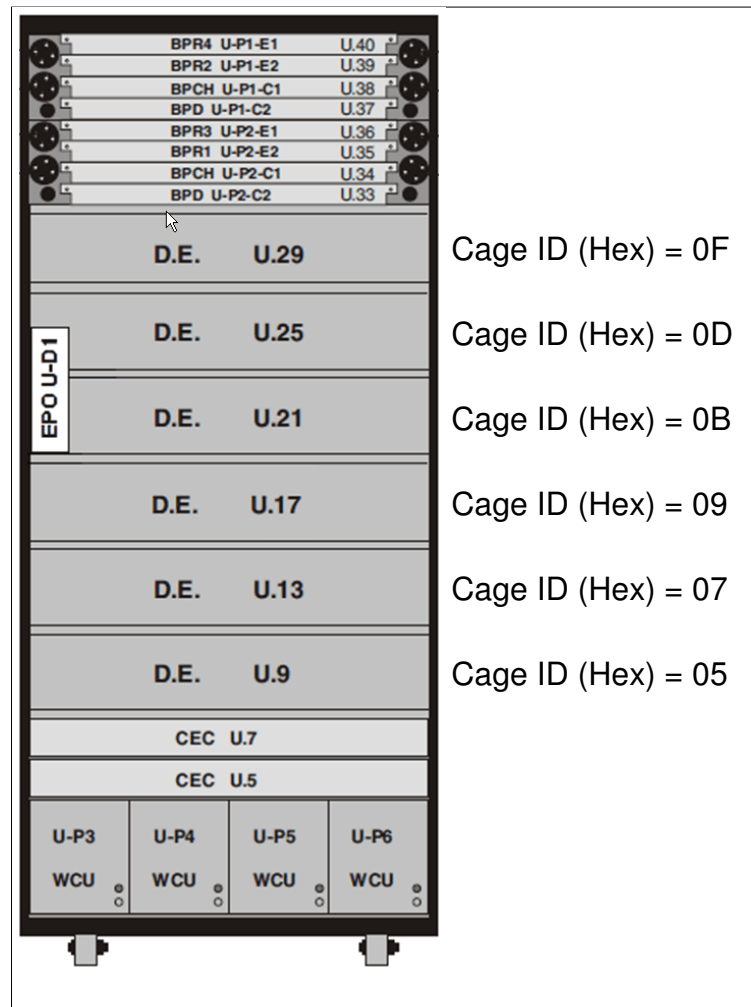 BPR4 U-P1-E1 U.40
BPR2 U-P1-E2 U.39
BPCH U-P1-C1 U.38
BPD U-P1-C2 U.37
BPR3 U-P2-E1 U.36
BPR1 U-P2-E2 U.35
BPCH U-P2-C1 U.34
BPD U-P2-C2 U.33
D.E. U.29 Cage ID (Hex) = 0F
D.E. U.25 Cage ID (Hex) = 0D
EPO U-D1
D.E. U.21 Cage ID (Hex) = 0B
D.E. U.17 Cage ID (Hex) = 09
D.E. U.13 Cage ID (Hex) = 07
D.E. U.9 Cage ID (Hex) = 05
CEC U.7
CEC U.5
U-P3 U-P4 U-P5 U-P6
WCU WCU WCU WCU